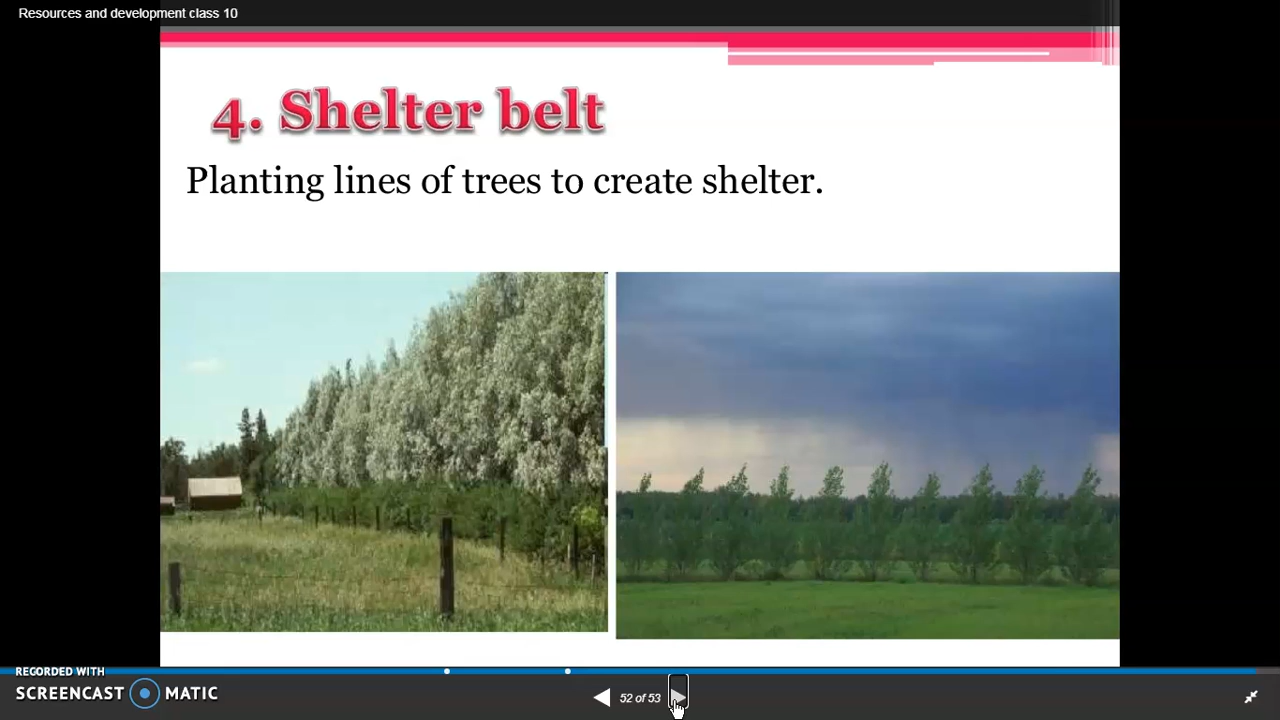 Resources and development class 10
4. Shelter belt
Planting lines of trees to create shelter.
RECORDED WITH
SCREENCAST MATIC
52 of 53